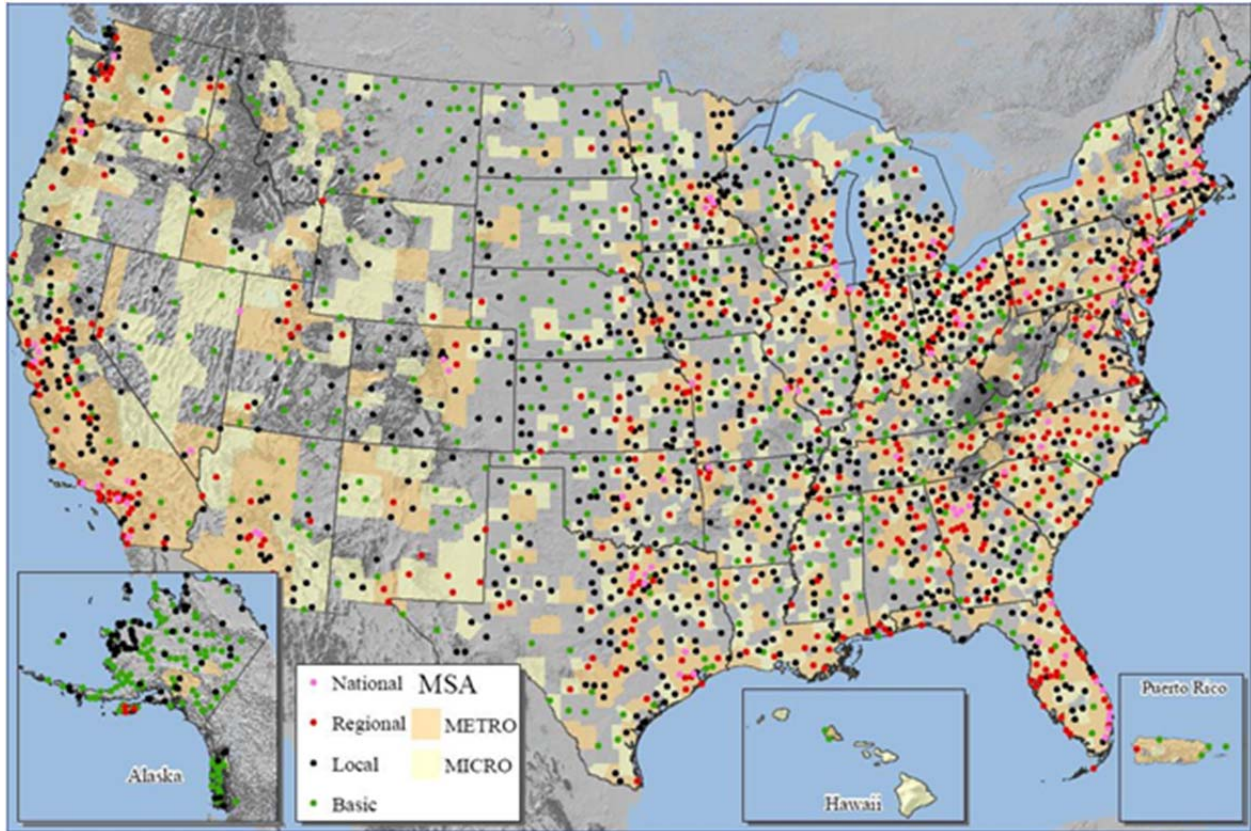 National MSA
Regional METRO
Local MICRO
Basic
Alaska
Hawaii
Puerto Rico